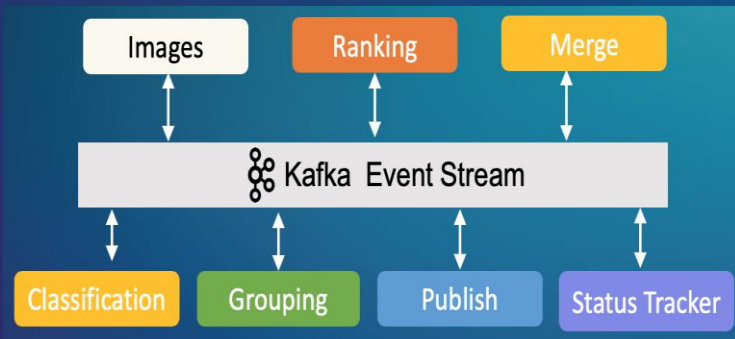 Images
Ranking
Merge
Kafka Event Stream
Classification
Grouping
Publish
Status Tracker